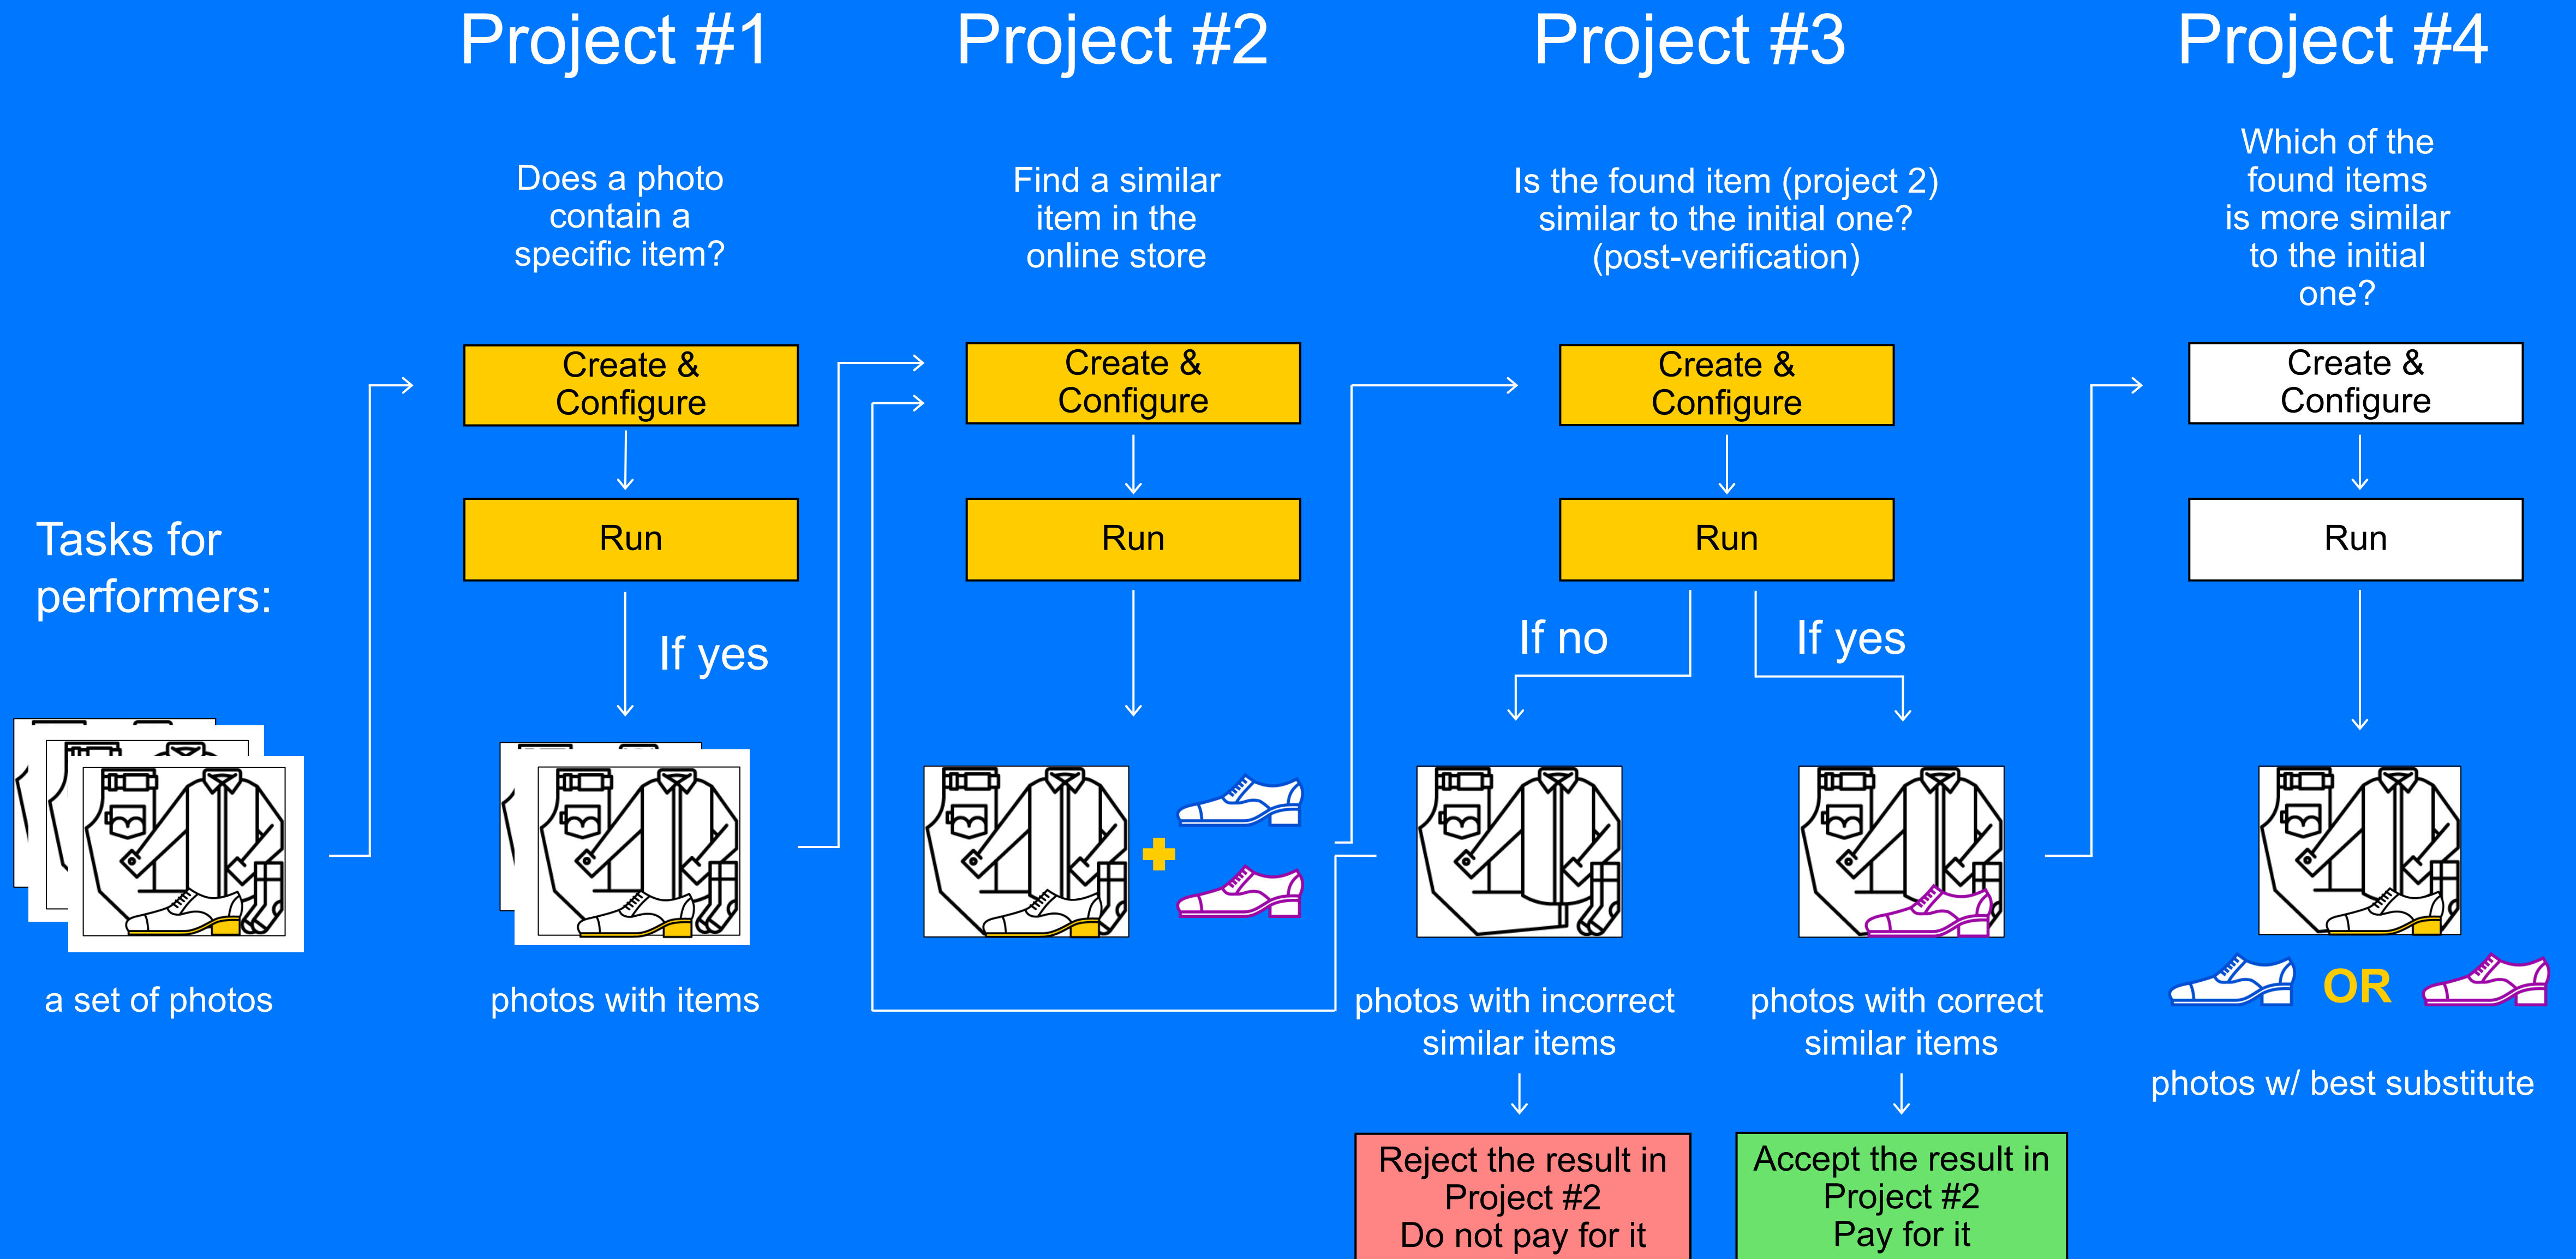 Project #1
Project #2
Project #3
Project #4
Does a photo
contain a
specific item?
Find a similar
item in the
online store
Is the found item (project 2)
similar to the initial one?
(post-verification)
Which of the
found items
is more similar
to the initial
one?
Create &
Configure
Create &
Configure
Create &
Configure
Create &
Configure
Tasks for
performers:
Run
Run
Run
Run
If yes
If no
If yes
a set of photos
photos with items
photos with incorrect
similar items
photos with correct
similar items
OR
photos w/ best substitute
Reject the result in
Project #2
Do not pay for it
Accept the result in
Project #2
Pay for it